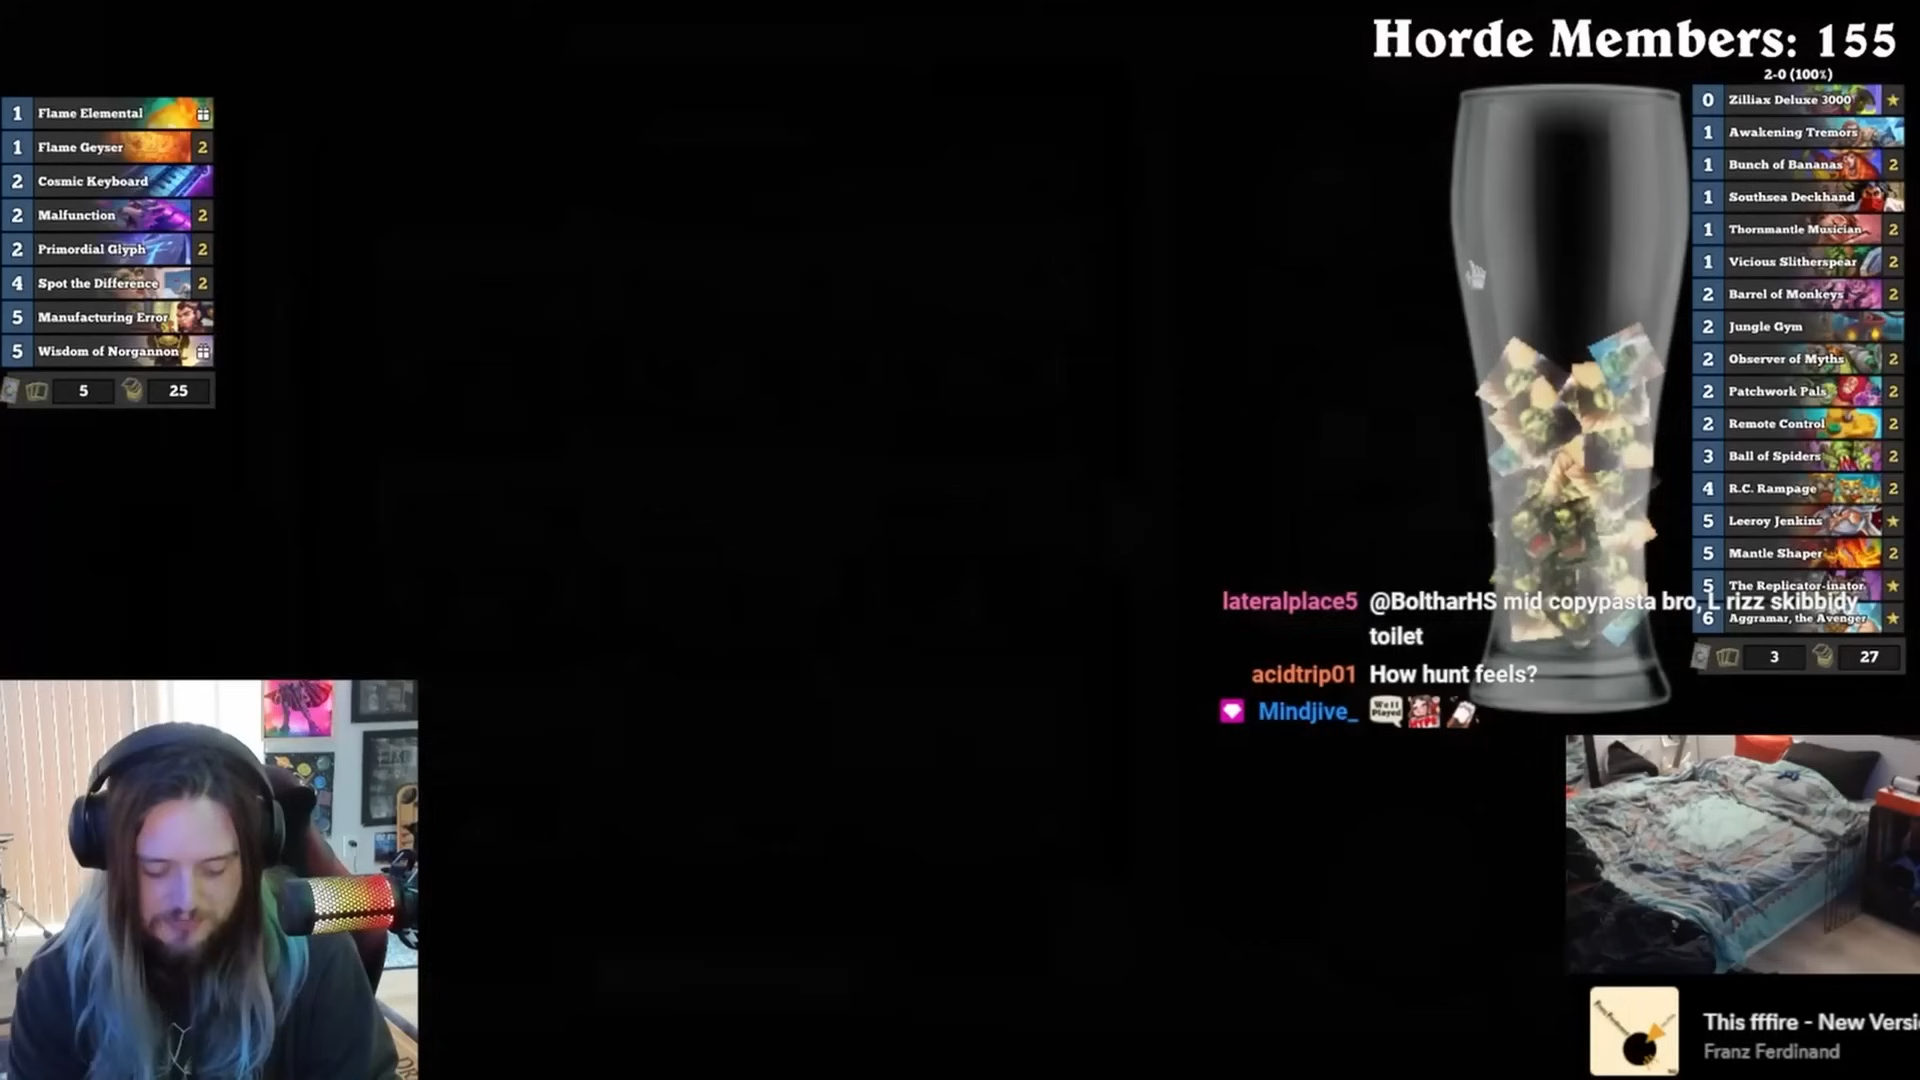 Horde Members: 155
2-0 (100%)
1 Flame Elemental
1 Flame Geyser 2
2 Cosmic Keyboard
2 Malfunction 2
2 Primordial Glyph 2
4 Spot the Difference 2
5 Manufacturing Error
5 Wisdom of Norgannon
5 25
0 Zilliax Deluxe 3000
1 Awakening Tremors
1 Bunch of Bananas 2
1 Southsea Deckhand
1 Thornmantle Musician 2
1 Vicious Slitherspear 2
2 Barrel of Monkeys 2
2 Jungle Gym
2 Observer of Myths 2
2 Patchwork Pals 2
2 Remote Control 2
3 Ball of Spiders 2
4 R.C. Rampage 2
5 Leeroy Jenkins
5 Mantle Shaper 2
5 The Replicator-inator
6 Aggramar, the Avenger
3 27
lateralplace5 @BoltharHS mid copypasta bro, L rizz skibbidy
toilet
acidtrip01 How hunt feels?
Mindjive_ Well Played
This fffire - New Versi
Franz Ferdinand